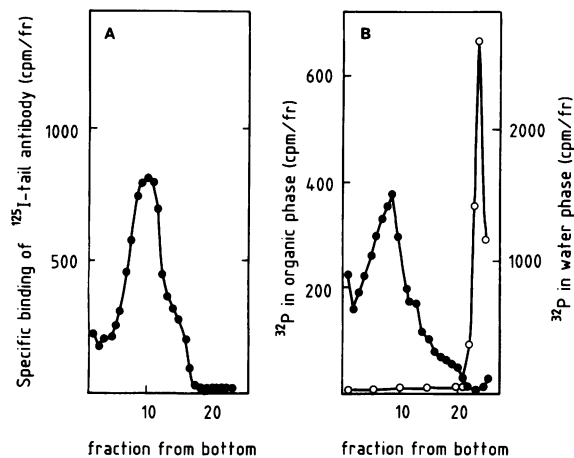 A
Specific binding of ¹²⁵I-tail antibody (cpm/fr)
1000
500
10
20
fraction from bottom
B
³²P in organic phase (cpm/fr)
600
400
200
2000
1000
³²P in water phase (cpm/fr)
10
20
fraction from bottom